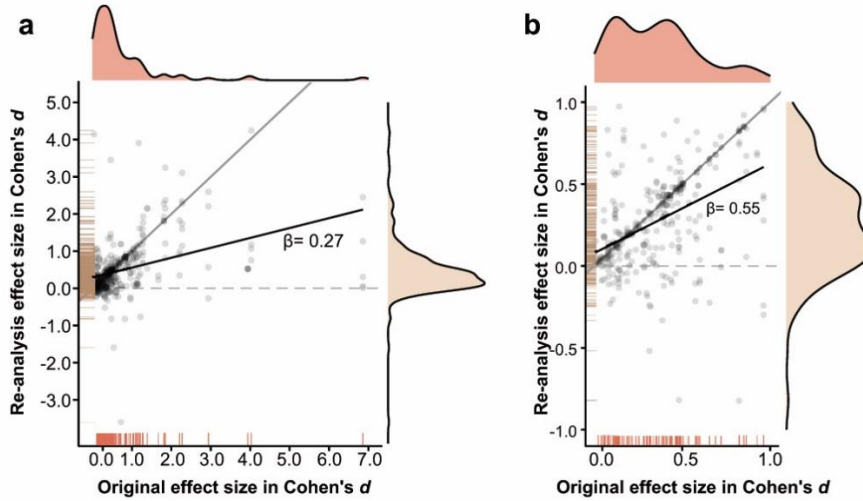 a
Re-analysis effect size in Cohen's d
5.0
4.0
3.0
2.0
1.0
0.0
-1.0
-2.0
-3.0
β= 0.27
0.0 1.0 2.0 3.0 4.0 5.0 6.0 7.0
Original effect size in Cohen's d
b
Re-analysis effect size in Cohen's d
1.0
0.5
0.0
-0.5
-1.0
β= 0.55
0.0 0.5 1.0
Original effect size in Cohen's d